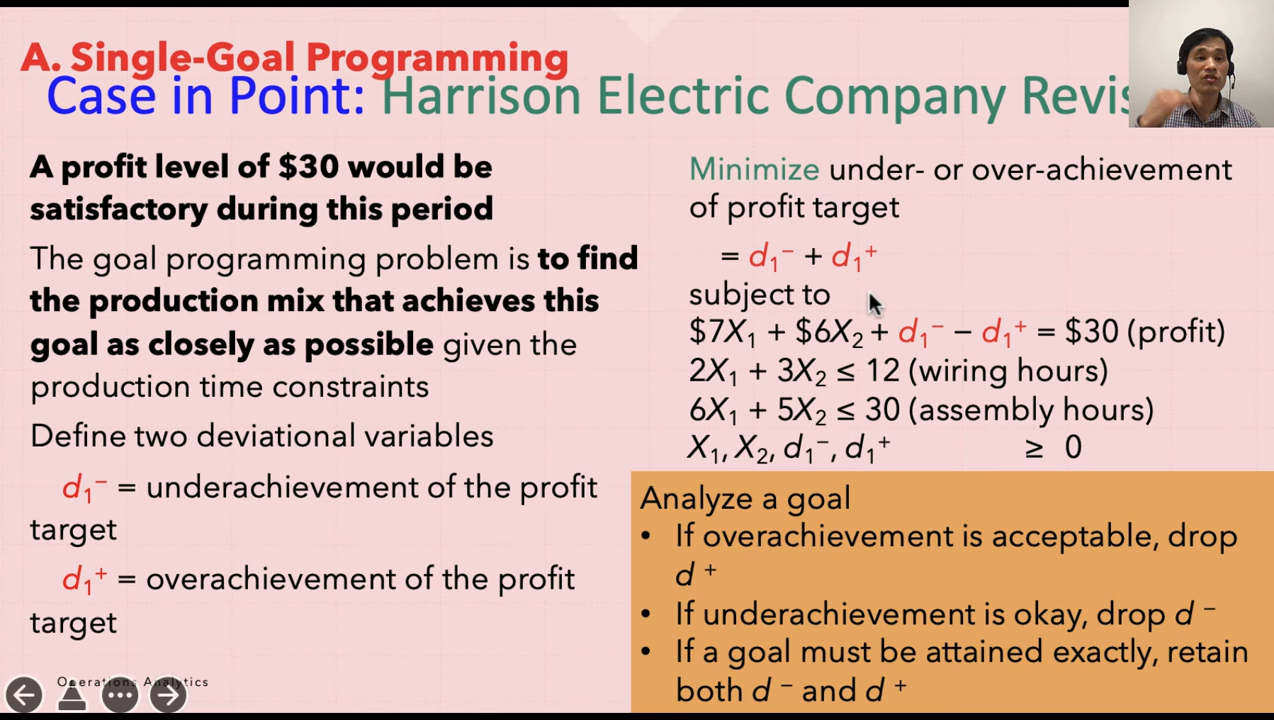 A. Single-Goal Programming
Case in Point: Harrison Electric Company Revis
A profit level of $30 would be
satisfactory during this period
The goal programming problem is to find
the production mix that achieves this
goal as closely as possible given the
production time constraints
Define two deviational variables
d₁⁻ = underachievement of the profit
target
d₁⁺ = overachievement of the profit
target
Minimize under- or over-achievement
of profit target
= d₁⁻ + d₁⁺
subject to
$7X₁ + $6X₂ + d₁⁻ − d₁⁺ = $30 (profit)
2X₁ + 3X₂ ≤ 12 (wiring hours)
6X₁ + 5X₂ ≤ 30 (assembly hours)
X₁, X₂, d₁⁻, d₁⁺ ≥ 0
Analyze a goal
• If overachievement is acceptable, drop
d ⁺
• If underachievement is okay, drop d ⁻
• If a goal must be attained exactly, retain
both d ⁻ and d ⁺
Operations Analytics